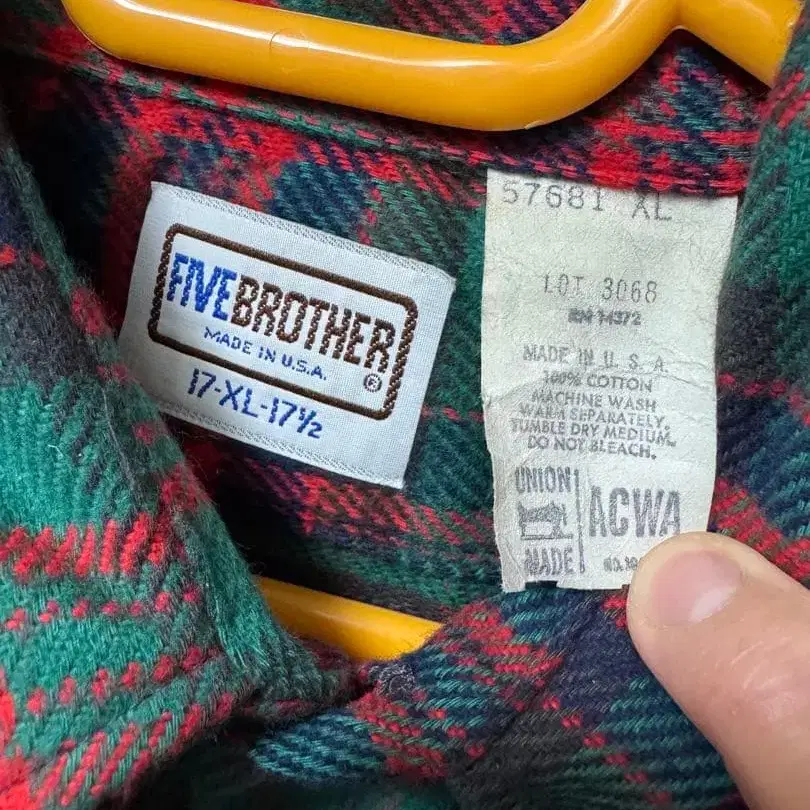 FIVE BROTHER
MADE IN U.S.A.
®
17-XL-17½
57681 XL
LOT 3068
RN 14372
MADE IN U. S. A.
100% COTTON
MACHINE WASH
WARM SEPARATELY.
TUMBLE DRY MEDIUM.
DO NOT BLEACH.
UNION
MADE
ACWA